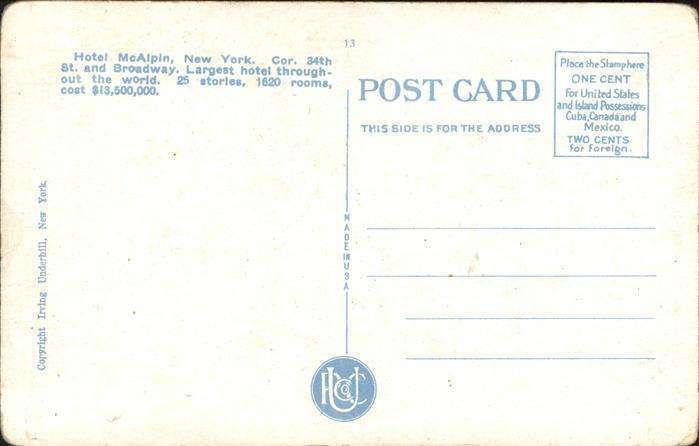 13
Hotel McAlpin, New York. Cor. 34th
St. and Broadway. Largest hotel through-
out the world. 25 stories, 1620 rooms,
cost $13,500,000.
POST CARD
THIS SIDE IS FOR THE ADDRESS
Place the Stamp here
ONE CENT
for United States
and Island Possessions
Cuba, Canada and
Mexico.
TWO CENTS
for Foreign.
Copyright Irving Underhill, New York.
MADE IN USA